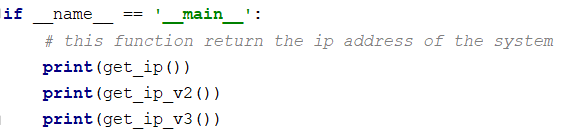 if __name__ == '__main__':
    # this function return the ip address of the system
    print(get_ip())
    print(get_ip_v2())
    print(get_ip_v3())